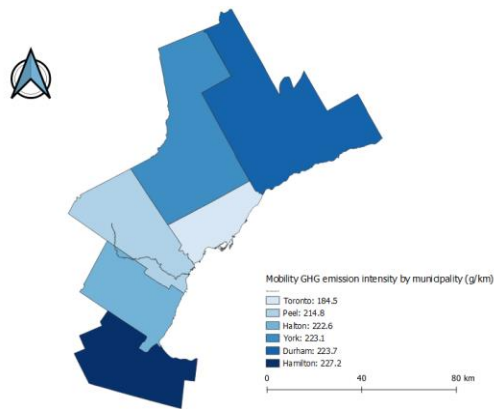 Mobility GHG emission intensity by municipality (g/km)
Toronto: 184.5
Peel: 214.8
Halton: 222.6
York: 223.1
Durham: 223.7
Hamilton: 227.2
0 40 80 km